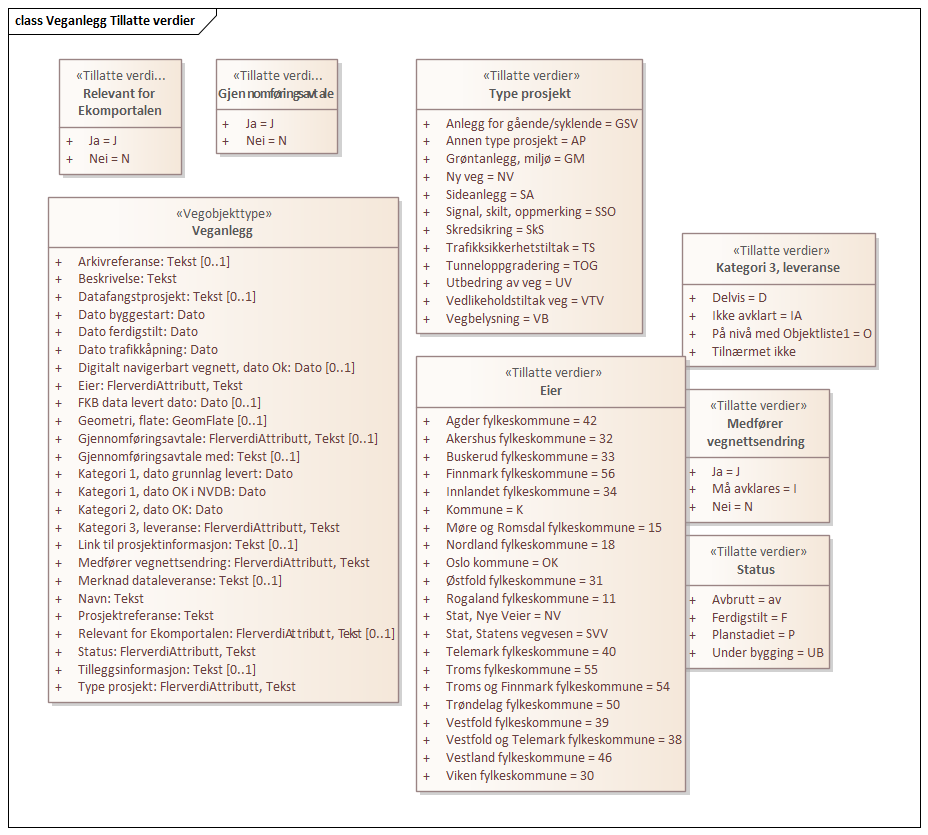 class Veganlegg Tillatte verdier
«Tillatte verdi...
Relevant for
Ekomportalen
+ Ja = J
+ Nei = N
«Tillatte verdi...
Gjennomføringsavtale
+ Ja = J
+ Nei = N
«Tillatte verdier»
Type prosjekt
+ Anlegg for gående/syklende = GSV
+ Annen type prosjekt = AP
+ Grøntanlegg, miljø = GM
+ Ny veg = NV
+ Sideanlegg = SA
+ Signal, skilt, oppmerking = SSO
+ Skredsikring = SkS
+ Trafikksikkerhetstiltak = TS
+ Tunneloppgradering = TOG
+ Utbedring av veg = UV
+ Vedlikeholdstiltak veg = VTV
+ Vegbelysning = VB
«Vegobjekttype»
Veganlegg
+ Arkivreferanse: Tekst [0..1]
+ Beskrivelse: Tekst
+ Datafangstprosjekt: Tekst [0..1]
+ Dato byggestart: Dato
+ Dato ferdigstilt: Dato
+ Dato trafikkåpning: Dato
+ Digitalt navigerbart vegnett, dato Ok: Dato [0..1]
+ Eier: FlerverdiAttributt, Tekst
+ FKB data levert dato: Dato [0..1]
+ Geometri, flate: GeomFlate [0..1]
+ Gjennomføringsavtale: FlerverdiAttributt, Tekst [0..1]
+ Gjennomføringsavtale med: Tekst [0..1]
+ Kategori 1, dato grunnlag levert: Dato
+ Kategori 1, dato OK i NVDB: Dato
+ Kategori 2, dato OK: Dato
+ Kategori 3, leveranse: FlerverdiAttributt, Tekst
+ Link til prosjektinformasjon: Tekst [0..1]
+ Medfører vegnettsendring: FlerverdiAttributt, Tekst
+ Merknad dataleveranse: Tekst [0..1]
+ Navn: Tekst
+ Prosjektreferanse: Tekst
+ Relevant for Ekomportalen: FlerverdiAttributt, Tekst [0..1]
+ Status: FlerverdiAttributt, Tekst
+ Tilleggsinformasjon: Tekst [0..1]
+ Type prosjekt: FlerverdiAttributt, Tekst
«Tillatte verdier»
Kategori 3, leveranse
+ Delvis = D
+ Ikke avklart = IA
+ På nivå med Objektliste1 = O
+ Tilnærmet ikke
«Tillatte verdier»
Eier
+ Agder fylkeskommune = 42
+ Akershus fylkeskommune = 32
+ Buskerud fylkeskommune = 33
+ Finnmark fylkeskommune = 56
+ Innlandet fylkeskommune = 34
+ Kommune = K
+ Møre og Romsdal fylkeskommune = 15
+ Nordland fylkeskommune = 18
+ Oslo kommune = OK
+ Østfold fylkeskommune = 31
+ Rogaland fylkeskommune = 11
+ Stat, Nye Veier = NV
+ Stat, Statens vegvesen = SVV
+ Telemark fylkeskommune = 40
+ Troms fylkeskommune = 55
+ Troms og Finnmark fylkeskommune = 54
+ Trøndelag fylkeskommune = 50
+ Vestfold fylkeskommune = 39
+ Vestfold og Telemark fylkeskommune = 38
+ Vestland fylkeskommune = 46
+ Viken fylkeskommune = 30
«Tillatte verdier»
Medfører
vegnettsendring
+ Ja = J
+ Må avklares = I
+ Nei = N
«Tillatte verdier»
Status
+ Avbrutt = av
+ Ferdigstilt = F
+ Planstadiet = P
+ Under bygging = UB